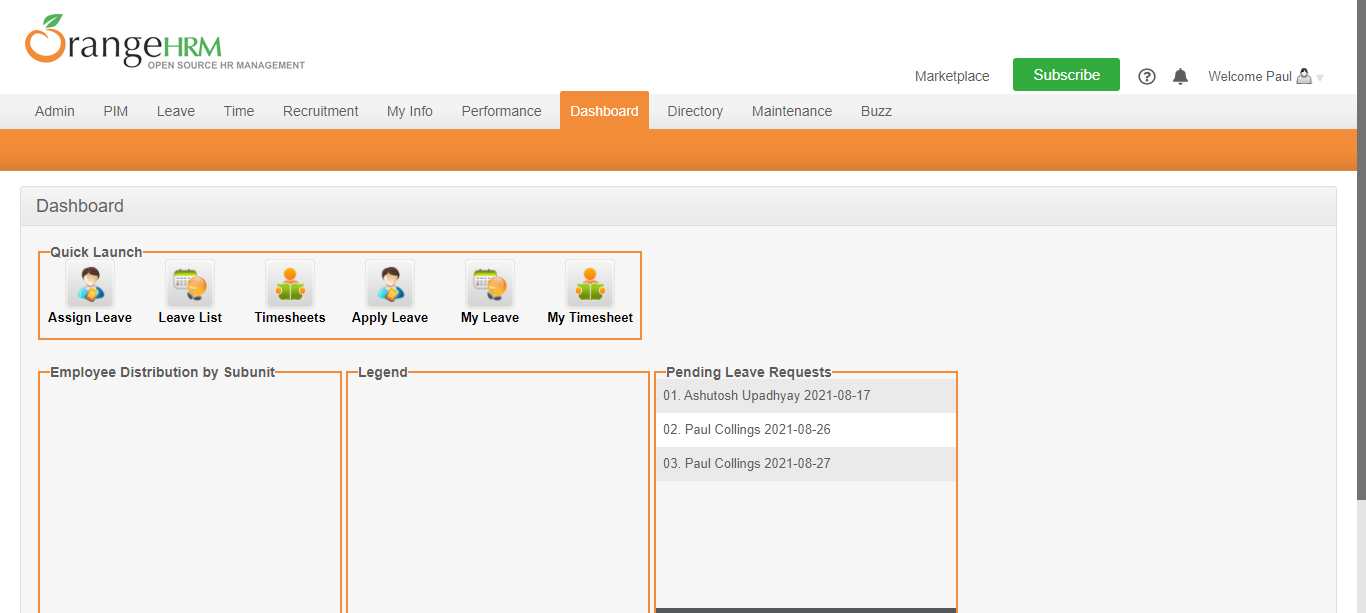 OrangeHRM
OPEN SOURCE HR MANAGEMENT
Marketplace Subscribe Welcome Paul
Admin PIM Leave Time Recruitment My Info Performance Dashboard Directory Maintenance Buzz
Dashboard
Quick Launch
Assign Leave Leave List Timesheets Apply Leave My Leave My Timesheet
Employee Distribution by Subunit Legend Pending Leave Requests
01. Ashutosh Upadhyay 2021-08-17
02. Paul Collings 2021-08-26
03. Paul Collings 2021-08-27